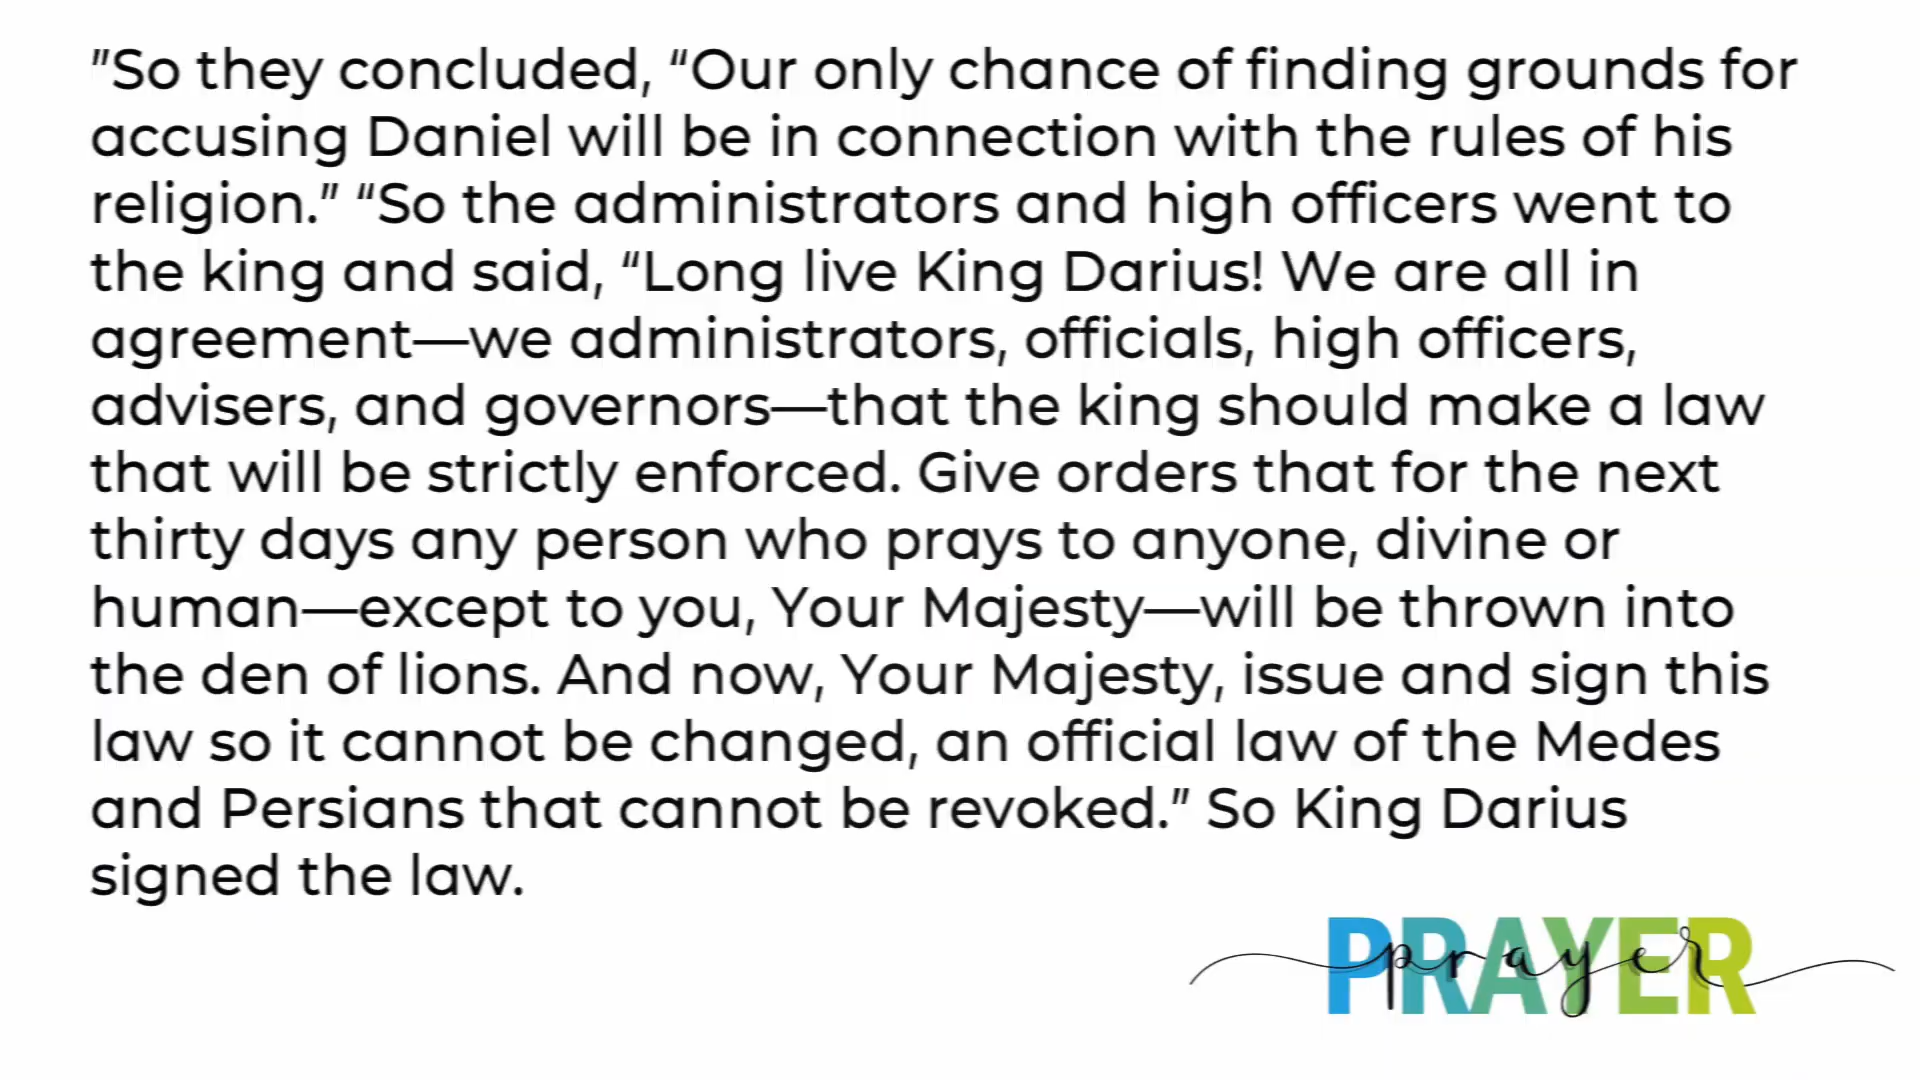 "So they concluded, “Our only chance of finding grounds for
accusing Daniel will be in connection with the rules of his
religion.” “So the administrators and high officers went to
the king and said, “Long live King Darius! We are all in
agreement—we administrators, officials, high officers,
advisers, and governors—that the king should make a law
that will be strictly enforced. Give orders that for the next
thirty days any person who prays to anyone, divine or
human—except to you, Your Majesty—will be thrown into
the den of lions. And now, Your Majesty, issue and sign this
law so it cannot be changed, an official law of the Medes
and Persians that cannot be revoked.” So King Darius
signed the law.
PRAYER
prayer